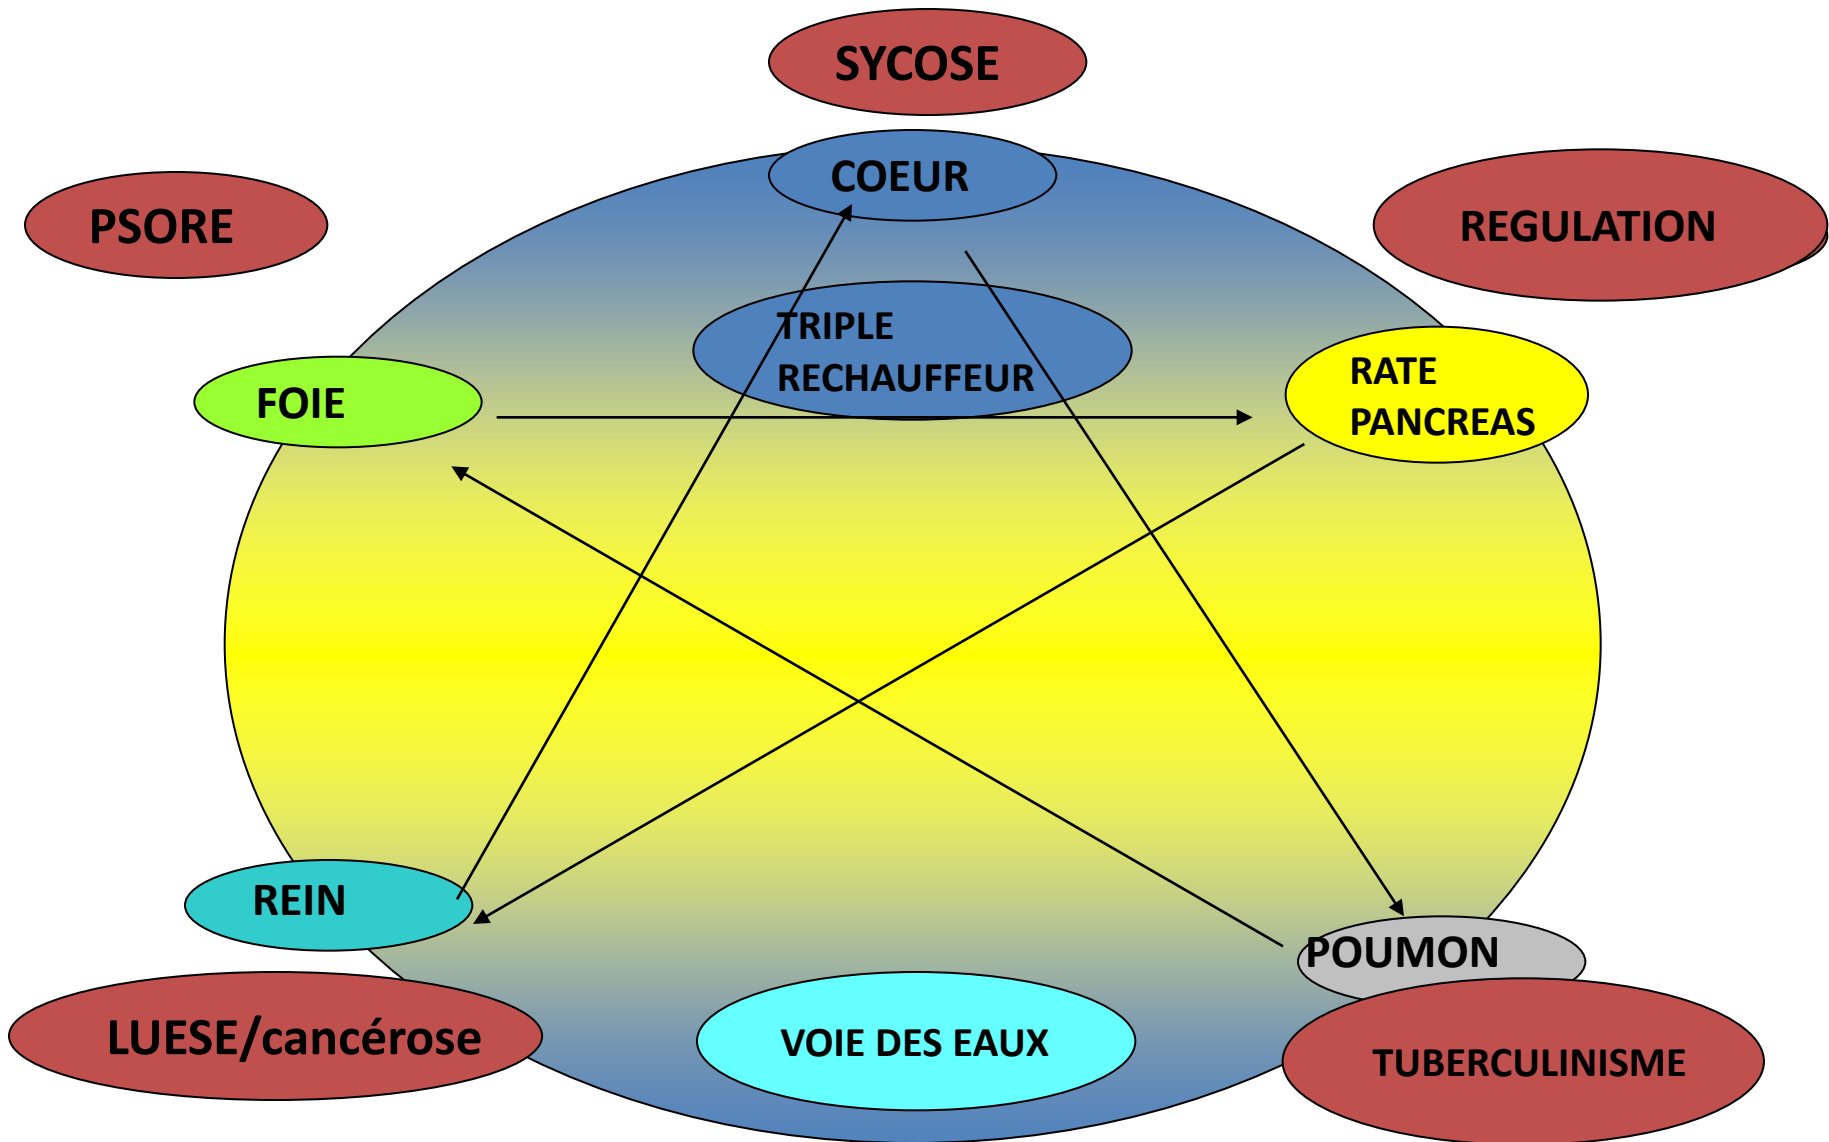 SYCOSE
COEUR
PSORE
REGULATION
TRIPLE
RECHAUFFEUR
RATE
PANCREAS
FOIE
REIN
POUMON
LUESE/cancérose
VOIE DES EAUX
TUBERCULINISME